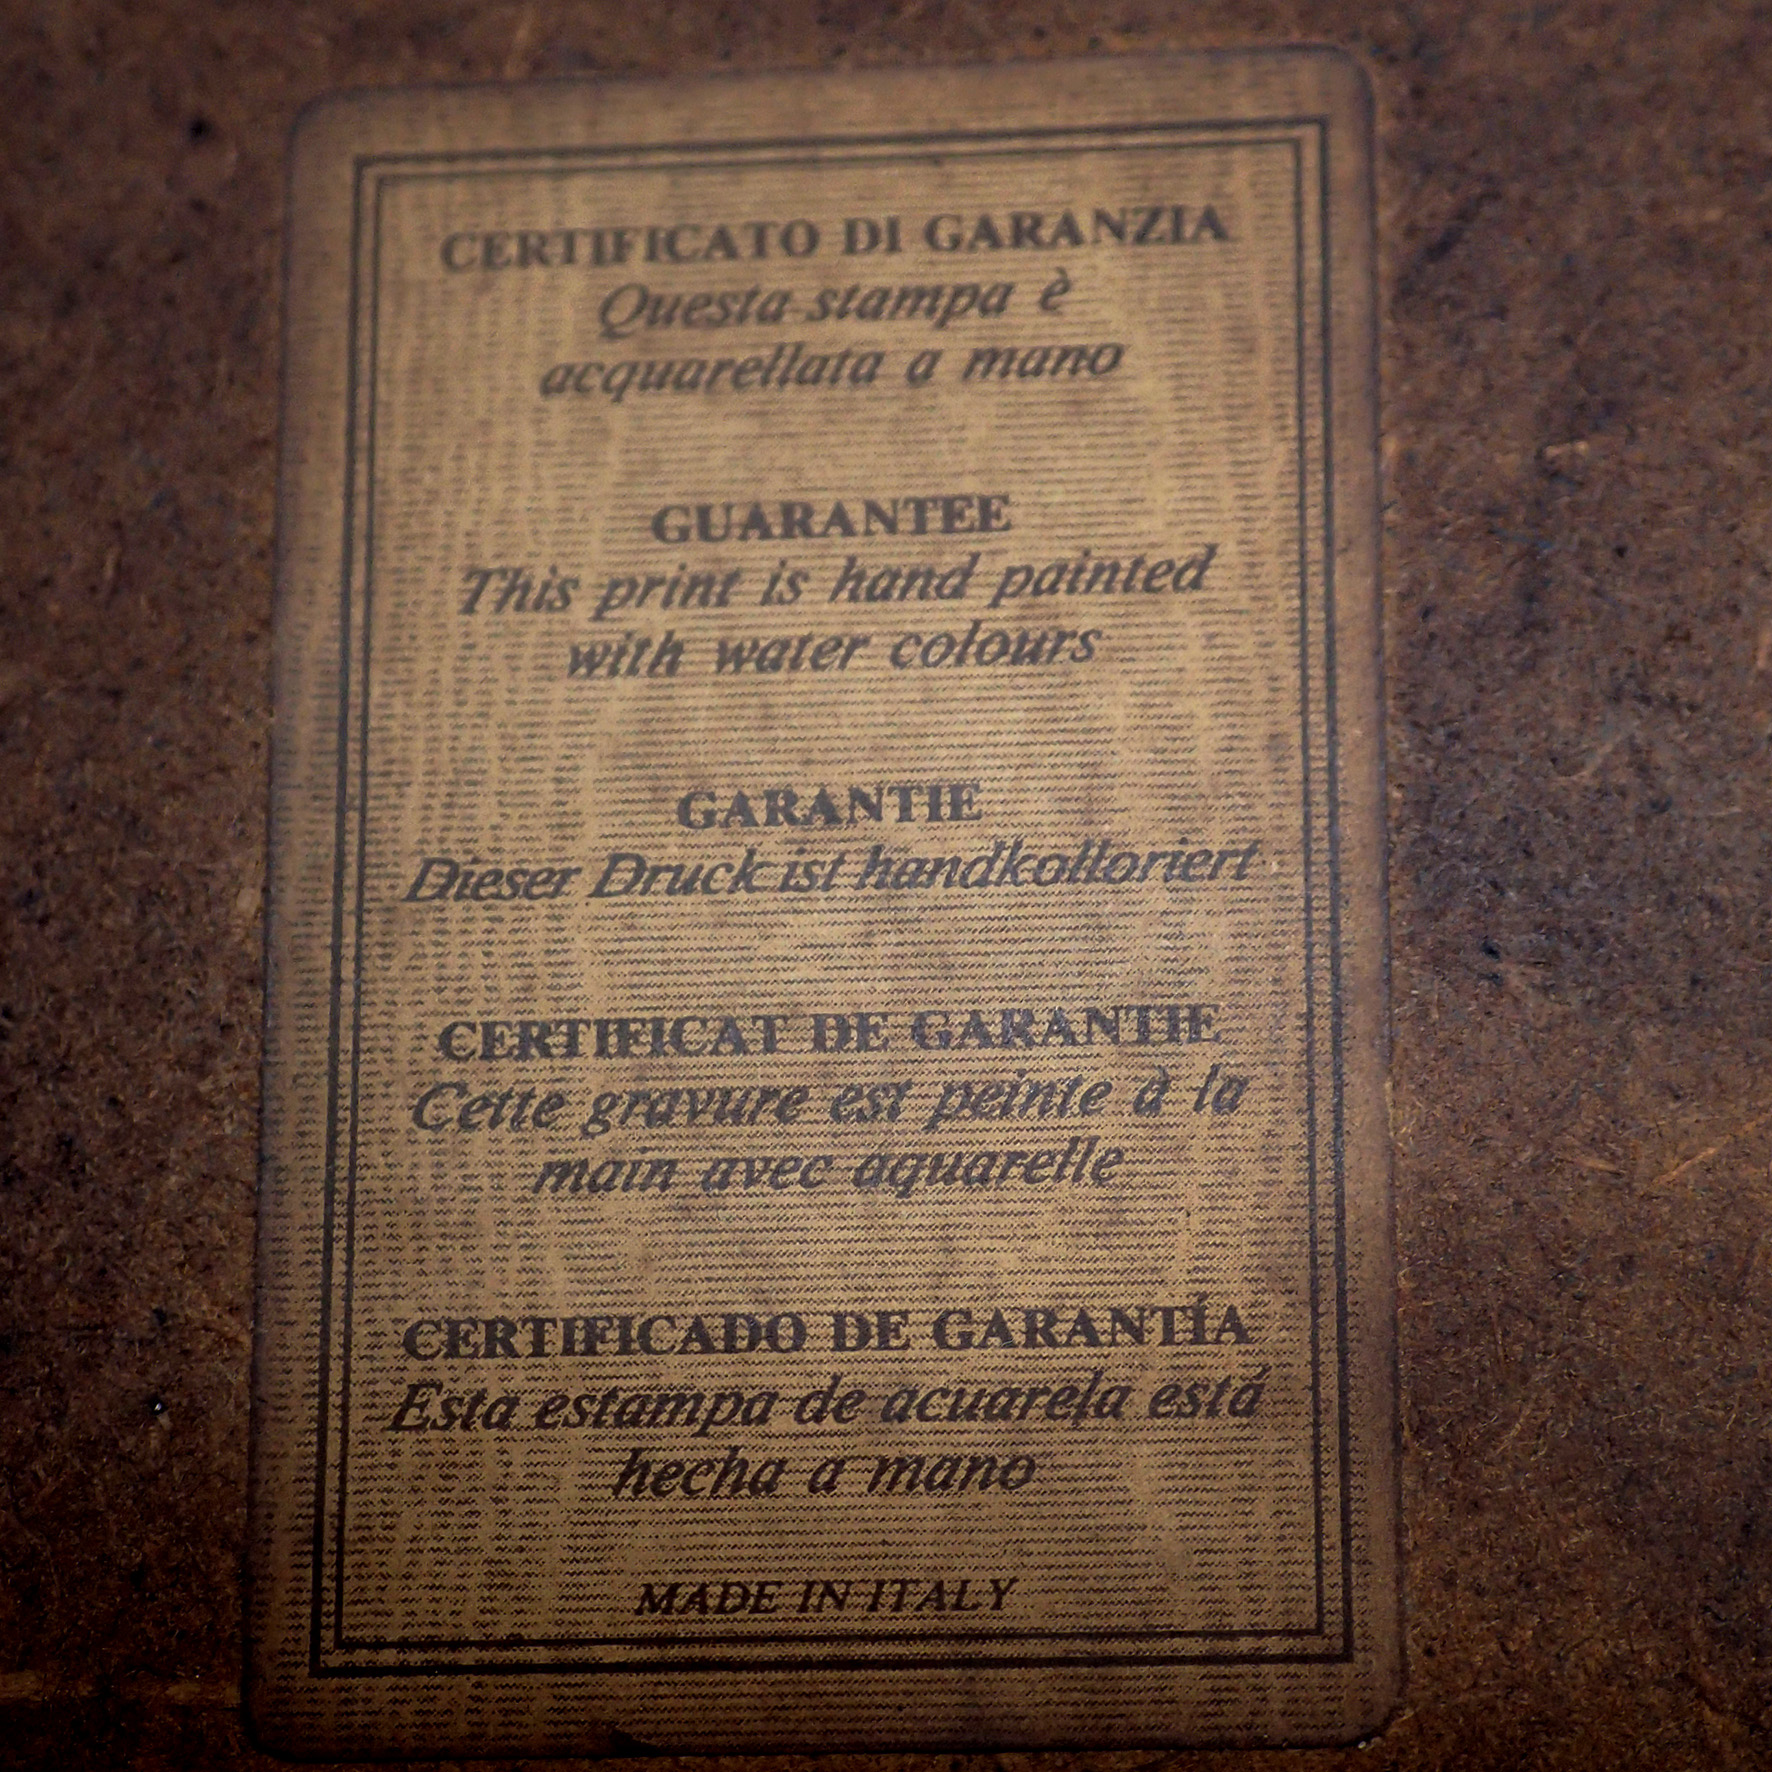 CERTIFICATO DI GARANZIA
Questa stampa è
acquarellata a mano
GUARANTEE
This print is hand painted
with water colours
GARANTIE
Dieser Druck ist handkolloriert
CERTIFICAT DE GARANTIE
Cette gravure est peinte à la
main avec aquarelle
CERTIFICADO DE GARANTÍA
Esta estampa de acuarela está
hecha a mano
MADE IN ITALY